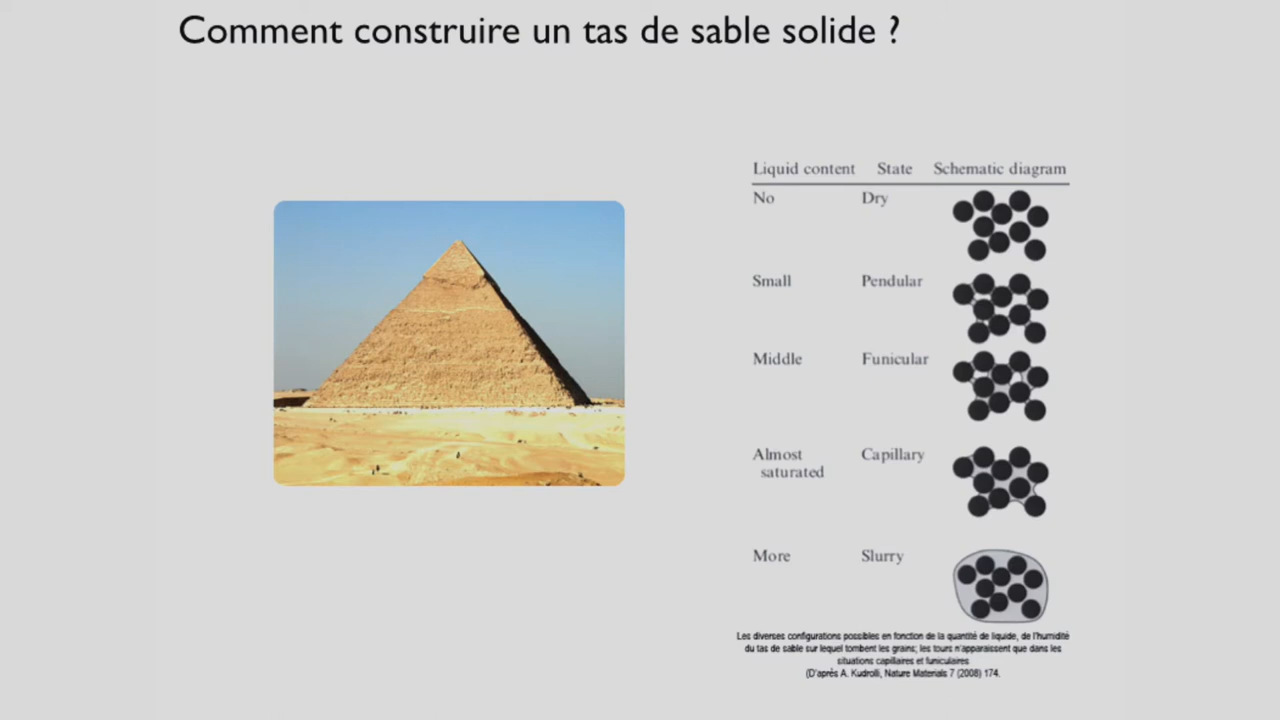 Comment construire un tas de sable solide ?
Liquid content State Schematic diagram
No Dry
Small Pendular
Middle Funicular
Almost saturated Capillary
More Slurry
Les diverses configurations possibles en fonction de la quantité de liquide, de l'humidité
du tas de sable sur lequel tombent les grains; les tours n'apparaissent que dans les
situations capillaires et funiculaires
(D'après A. Kudrolli, Nature Materials 7 (2008) 174.